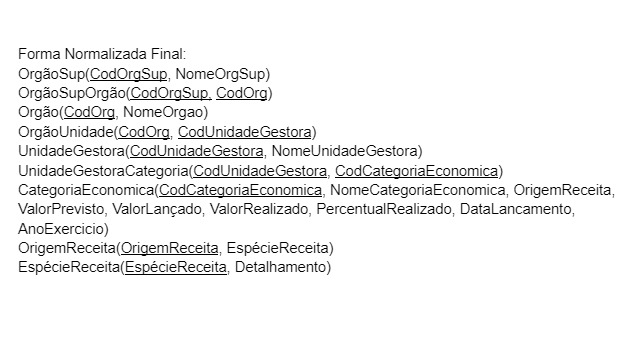 Forma Normalizada Final:
OrgãoSup(CodOrgSup, NomeOrgSup)
OrgãoSupOrgão(CodOrgSup, CodOrg)
Orgão(CodOrg, NomeOrgao)
OrgãoUnidade(CodOrg, CodUnidadeGestora)
UnidadeGestora(CodUnidadeGestora, NomeUnidadeGestora)
UnidadeGestoraCategoria(CodUnidadeGestora, CodCategoriaEconomica)
CategoriaEconomica(CodCategoriaEconomica, NomeCategoriaEconomica, OrigemReceita,
ValorPrevisto, ValorLançado, ValorRealizado, PercentualRealizado, DataLancamento,
AnoExercicio)
OrigemReceita(OrigemReceita, EspécieReceita)
EspécieReceita(EspécieReceita, Detalhamento)